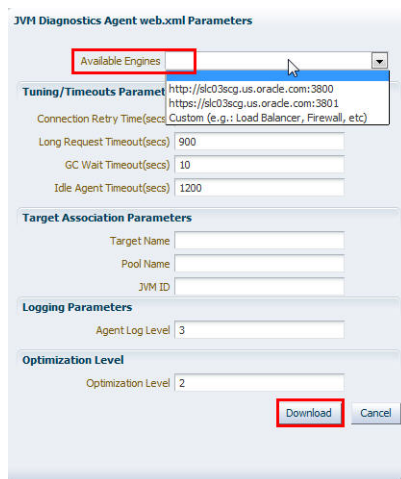 JVM Diagnostics Agent web.xml Parameters
Available Engines
http://slc03scg.us.oracle.com:3800
https://slc03scg.us.oracle.com:3801
Custom (e.g.: Load Balancer, Firewall, etc)
Tuning/Timeouts Paramet
Connection Retry Time(secs
Long Request Timeout(secs) 900
GC Wait Timeout(secs) 10
Idle Agent Timeout(secs) 1200
Target Association Parameters
Target Name
Pool Name
JVM ID
Logging Parameters
Agent Log Level 3
Optimization Level
Optimization Level 2
Download Cancel